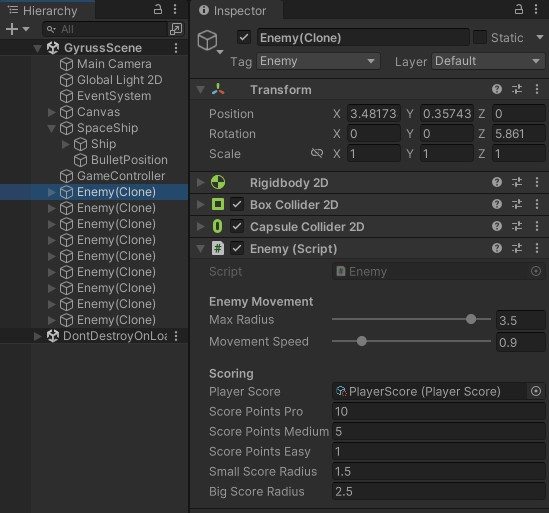 Hierarchy
All
GyrussScene
Main Camera
Global Light 2D
EventSystem
Canvas
SpaceShip
Ship
BulletPosition
GameController
Enemy(Clone)
Enemy(Clone)
Enemy(Clone)
Enemy(Clone)
Enemy(Clone)
Enemy(Clone)
Enemy(Clone)
Enemy(Clone)
Enemy(Clone)
DontDestroyOnLoa
Inspector
Enemy(Clone) Static
Tag Enemy Layer Default
Transform
Position X 3.48173 Y 0.35743 Z 0
Rotation X 0 Y 0 Z 5.861
Scale X 1 Y 1 Z 1
Rigidbody 2D
Box Collider 2D
Capsule Collider 2D
# Enemy (Script)
Script # Enemy
Enemy Movement
Max Radius 3.5
Movement Speed 0.9
Scoring
Player Score PlayerScore (Player Score)
Score Points Pro 10
Score Points Medium 5
Score Points Easy 1
Small Score Radius 1.5
Big Score Radius 2.5